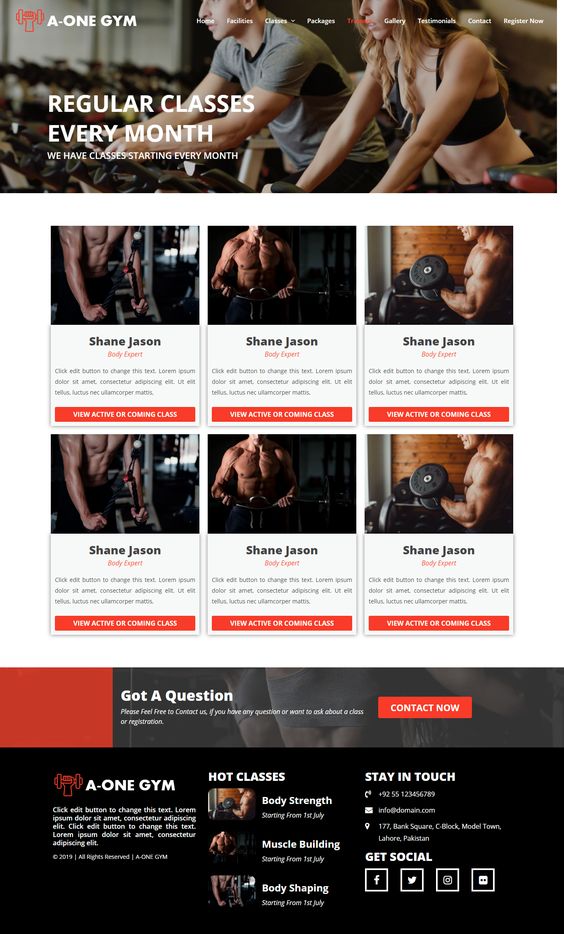 A-ONE GYM
Home Facilities Classes Packages Trainers Gallery Testimonials Contact Register Now
REGULAR CLASSES
EVERY MONTH
WE HAVE CLASSES STARTING EVERY MONTH
Shane Jason
Body Expert
Click edit button to change this text. Lorem ipsum
dolor sit amet, consectetur adipiscing elit. Ut elit
tellus, luctus nec ullamcorper mattis.
VIEW ACTIVE OR COMING CLASS
Shane Jason
Body Expert
Click edit button to change this text. Lorem ipsum
dolor sit amet, consectetur adipiscing elit. Ut elit
tellus, luctus nec ullamcorper mattis.
VIEW ACTIVE OR COMING CLASS
Shane Jason
Body Expert
Click edit button to change this text. Lorem ipsum
dolor sit amet, consectetur adipiscing elit. Ut elit
tellus, luctus nec ullamcorper mattis.
VIEW ACTIVE OR COMING CLASS
Shane Jason
Body Expert
Click edit button to change this text. Lorem ipsum
dolor sit amet, consectetur adipiscing elit. Ut elit
tellus, luctus nec ullamcorper mattis.
VIEW ACTIVE OR COMING CLASS
Shane Jason
Body Expert
Click edit button to change this text. Lorem ipsum
dolor sit amet, consectetur adipiscing elit. Ut elit
tellus, luctus nec ullamcorper mattis.
VIEW ACTIVE OR COMING CLASS
Shane Jason
Body Expert
Click edit button to change this text. Lorem ipsum
dolor sit amet, consectetur adipiscing elit. Ut elit
tellus, luctus nec ullamcorper mattis.
VIEW ACTIVE OR COMING CLASS
Got A Question
Please Feel Free to Contact us, if you have any question or want to ask about a class
or registration.
CONTACT NOW
A-ONE GYM
Click edit button to change this text. Lorem
ipsum dolor sit amet, consectetur adipiscing
elit. Click edit button to change this text.
Lorem ipsum dolor sit amet, consectetur
adipiscing elit.
© 2019 | All Rights Reserved | A-ONE GYM
HOT CLASSES
Body Strength
Starting From 1st July
Muscle Building
Starting From 1st July
Body Shaping
Starting From 1st July
STAY IN TOUCH
+92 55 123456789
info@domain.com
177, Bank Square, C-Block, Model Town,
Lahore, Pakistan
GET SOCIAL